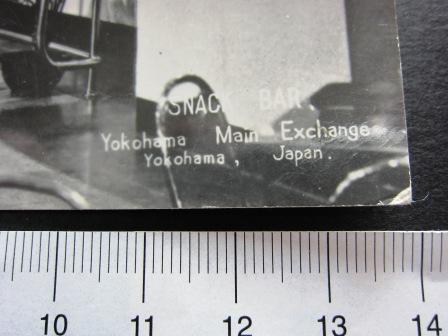 SNACK BAR
Yokohama Main Exchange
Yokohama, Japan.
10 11 12 13 14